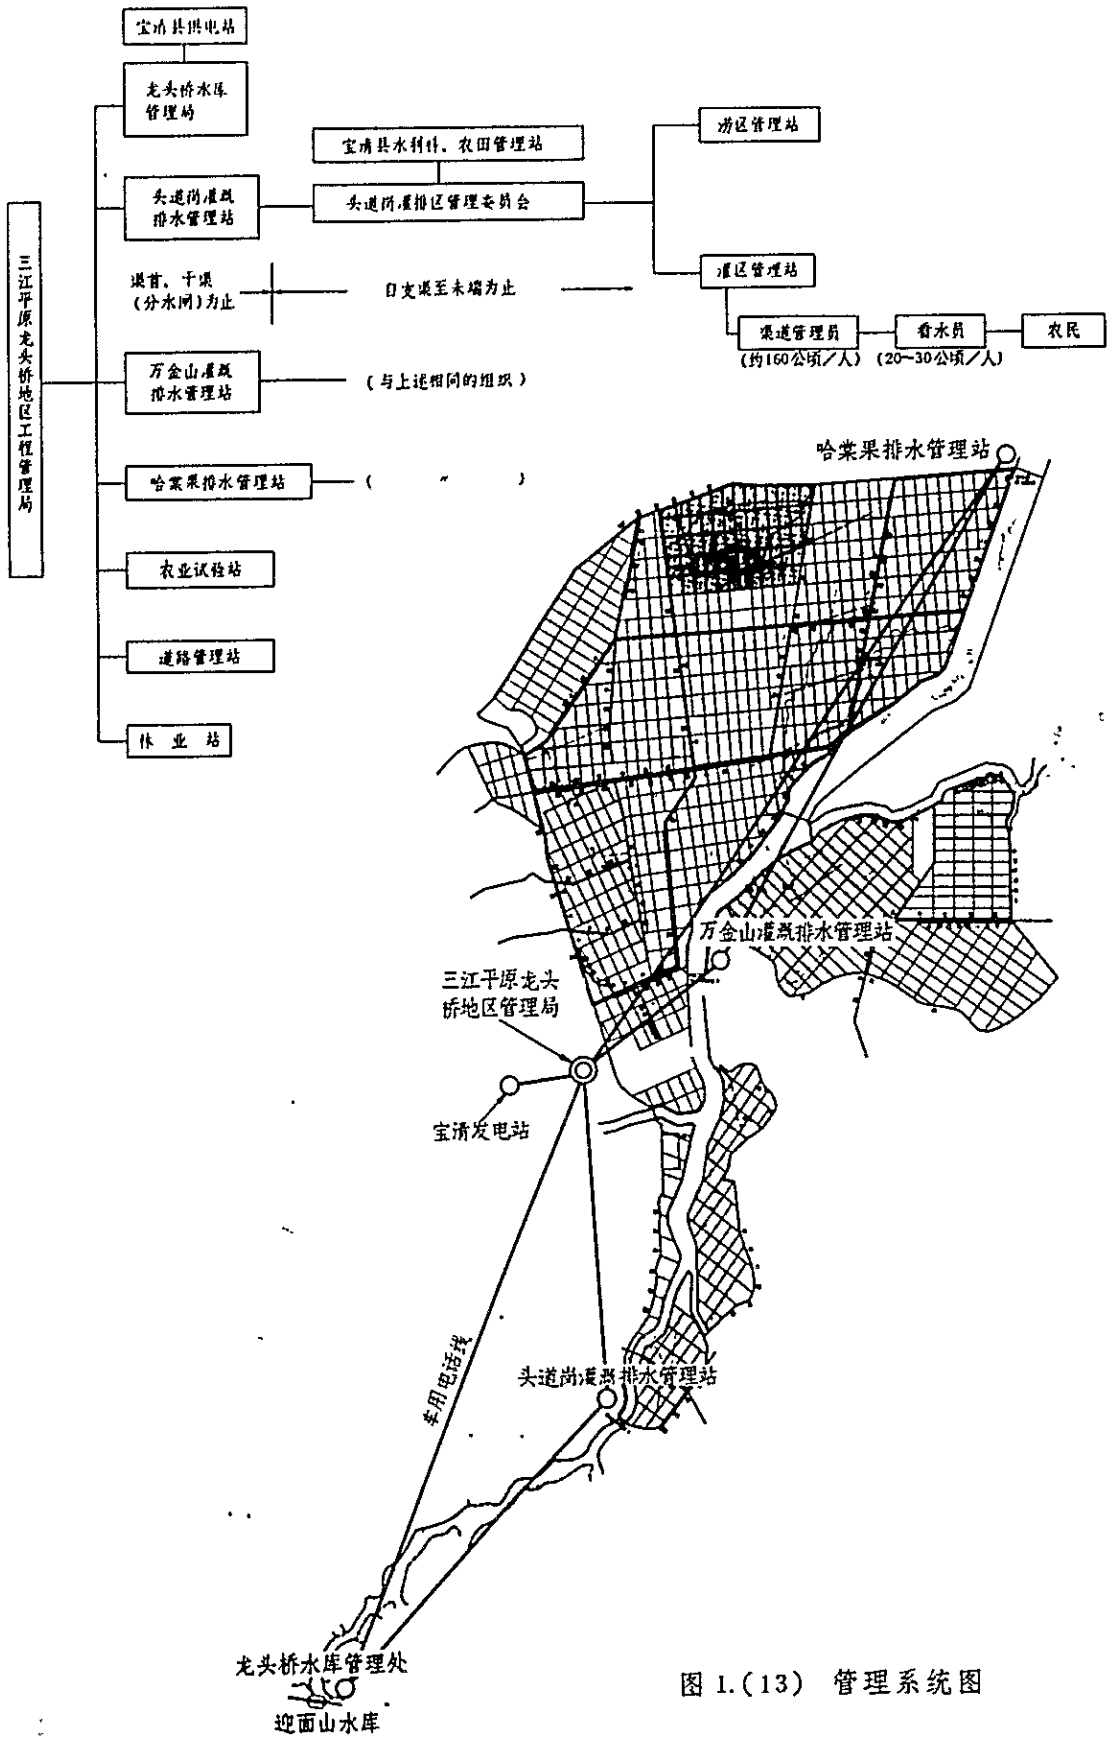 宝清县供电站
龙头桥水库
管理局
涝区管理站
宝清县水利科、农田管理站
头道岗灌溉
排水管理站
头道岗灌排区管理委员会
三江平原龙头桥地区工程管理局
灌区管理站
渠首、干渠
(分水闸)为止
自支渠至末端为止
渠道管理员
看水员
农民
(约160公顷/人)
(20~30公顷/人)
万金山灌溉
排水管理站
(与上述相同的组织)
哈棠果排水管理站
( 〃 )
农业试验站
道路管理站
作业站
哈棠果排水管理站
万金山灌溉排水管理站
三江平原龙头
桥地区管理局
宝清发电站
头道岗灌溉排水管理站
车用电话线
龙头桥水库管理处
迎面山水库
图 1.(13) 管理系统图